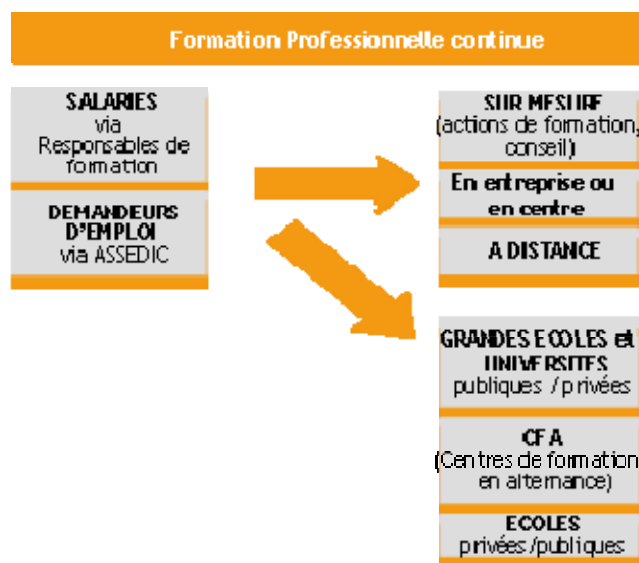 Formation Professionnelle continue
SALARIES
via
Responsables de
formation
DEMANDEURS
D'EMPLOI
via ASSEDIC
SUR MESURE
(actions de formation,
conseil)
En entreprise ou
en centre
A DISTANCE
GRANDES ECOLES et
UNIVERSITES
publiques / privées
CFA
(Centres de formation
en alternance)
ECOLES
privées/publiques